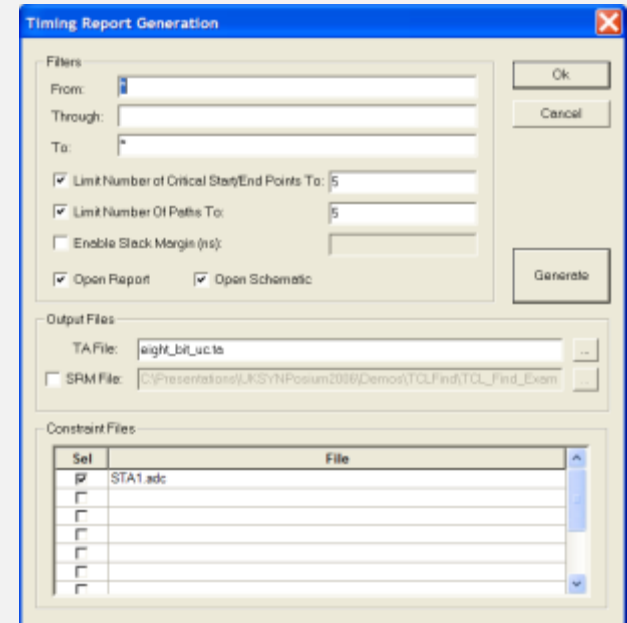 Timing Report Generation
Filters
From: *
Ok
Through:
Cancel
To: *
Limit Number of Critical Start/End Points To: 5
Limit Number Of Paths To: 5
Enable Slack Margin (ns):
Open Report Open Schematic
Generate
Output Files
TA File: eight_bit_uc.ta ...
SRM File: C:\Presentations\UKSYNPosium2006\Demos\TCLFind\TCL_Find_Exam ...
Constraint Files
Sel File
STA1.adc